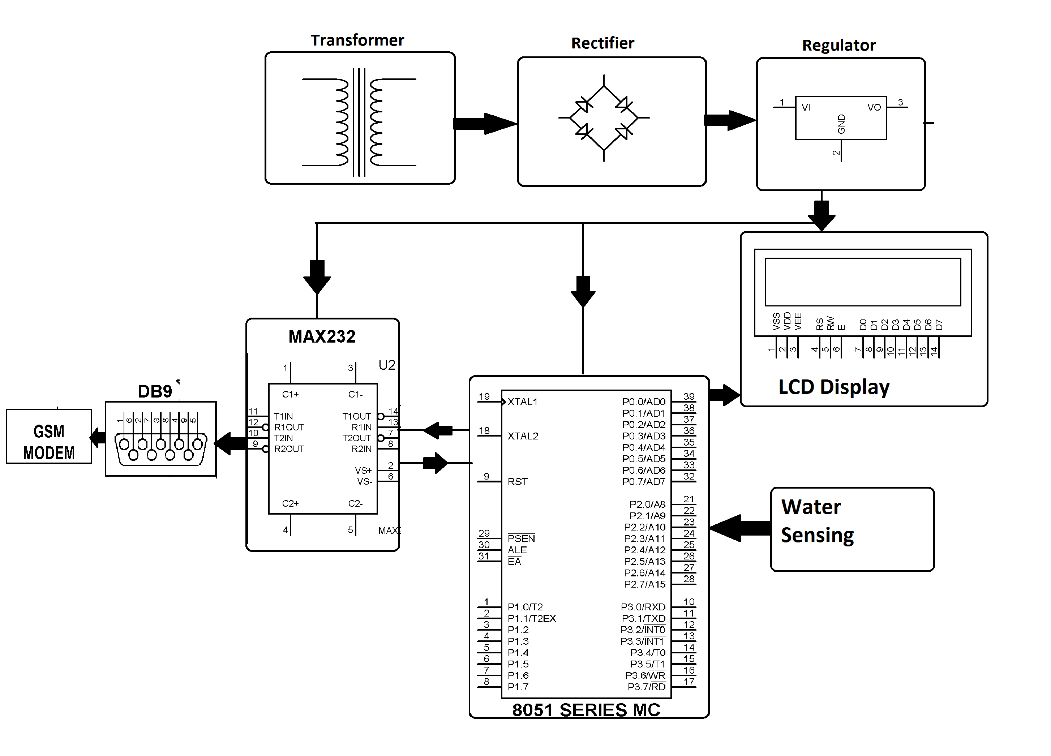 Transformer
Rectifier
Regulator
1
VI
VO
3
GND
2
MAX232
U2
1
3
C1+
C1-
11
T1IN
T1OUT
14
12
R1OUT
R1IN
13
10
T2IN
T2OUT
7
9
R2OUT
R2IN
8
VS+
2
VS-
6
C2+
C2-
4
5
MAX
DB9
GSM
MODEM
VSS
VDD
VEE
RS
RW
E
D0
D1
D2
D3
D4
D5
D6
D7
1
2
3
4
5
6
7
8
9
10
11
12
13
14
LCD Display
19
XTAL1
18
XTAL2
9
RST
29
PSEN
30
ALE
31
EA
1
P1.0/T2
2
P1.1/T2EX
3
P1.2
4
P1.3
5
P1.4
6
P1.5
7
P1.6
8
P1.7
P0.0/AD0
39
P0.1/AD1
38
P0.2/AD2
37
P0.3/AD3
36
P0.4/AD4
35
P0.5/AD5
34
P0.6/AD6
33
P0.7/AD7
32
P2.0/A8
21
P2.1/A9
22
P2.2/A10
23
P2.3/A11
24
P2.4/A12
25
P2.5/A13
26
P2.6/A14
27
P2.7/A15
28
P3.0/RXD
10
P3.1/TXD
11
P3.2/INT0
12
P3.3/INT1
13
P3.4/T0
14
P3.5/T1
15
P3.6/WR
16
P3.7/RD
17
8051 SERIES MC
Water
Sensing